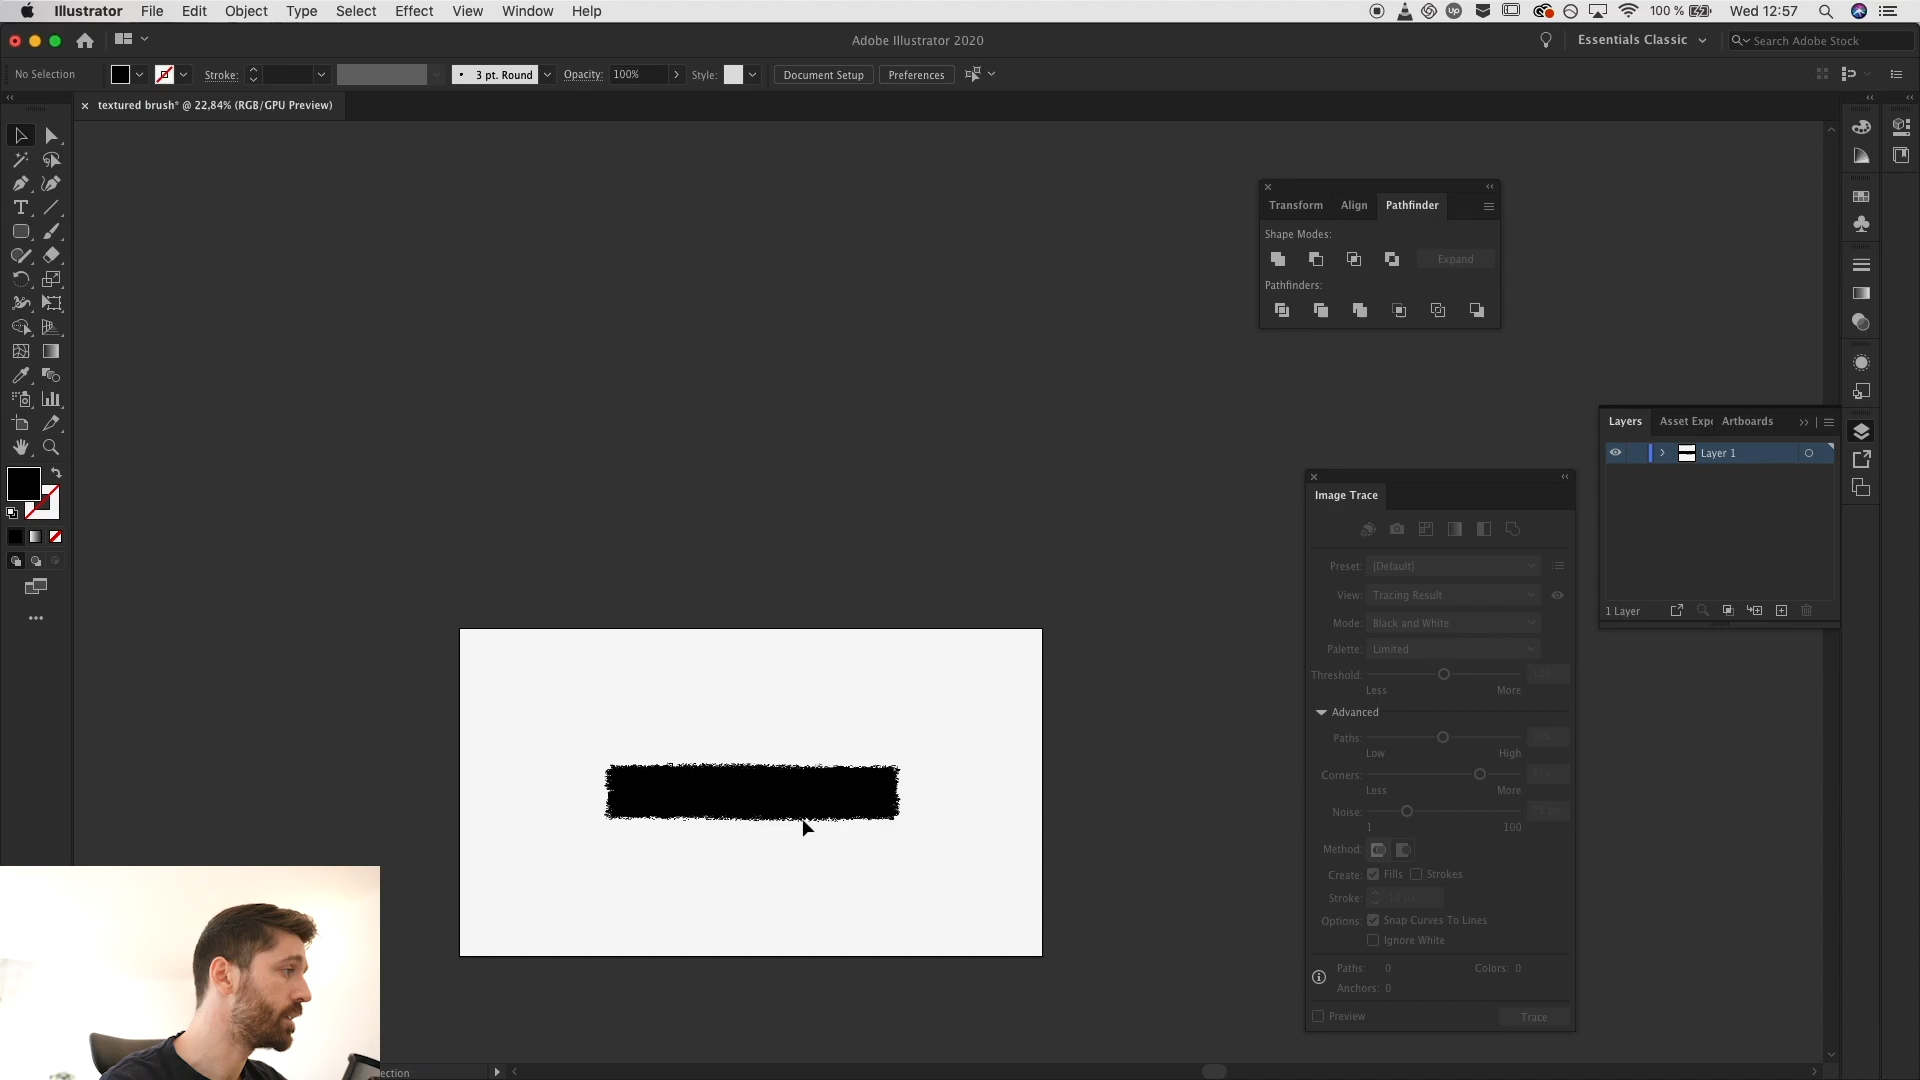 Illustrator File Edit Object Type Select Effect View Window Help
100 % Wed 12:57
Adobe Illustrator 2020
Essentials Classic
Search Adobe Stock
No Selection
Stroke:
3 pt. Round
Opacity: 100%
Style:
Document Setup
Preferences
textured brush* @ 22,84% (RGB/GPU Preview)
Transform Align Pathfinder
Shape Modes:
Expand
Pathfinders:
Layers Asset Expo Artboards
Layer 1
1 Layer
Image Trace
Preset: [Default]
View: Tracing Result
Mode: Black and White
Palette: Limited
Threshold:
Less More
Advanced
Paths:
Low High
Corners:
Less More
Noise:
1 100
Method:
Create: Fills Strokes
Stroke: 10 px
Options: Snap Curves To Lines
Ignore White
Paths: 0 Colors: 0
Anchors: 0
Preview Trace
ection